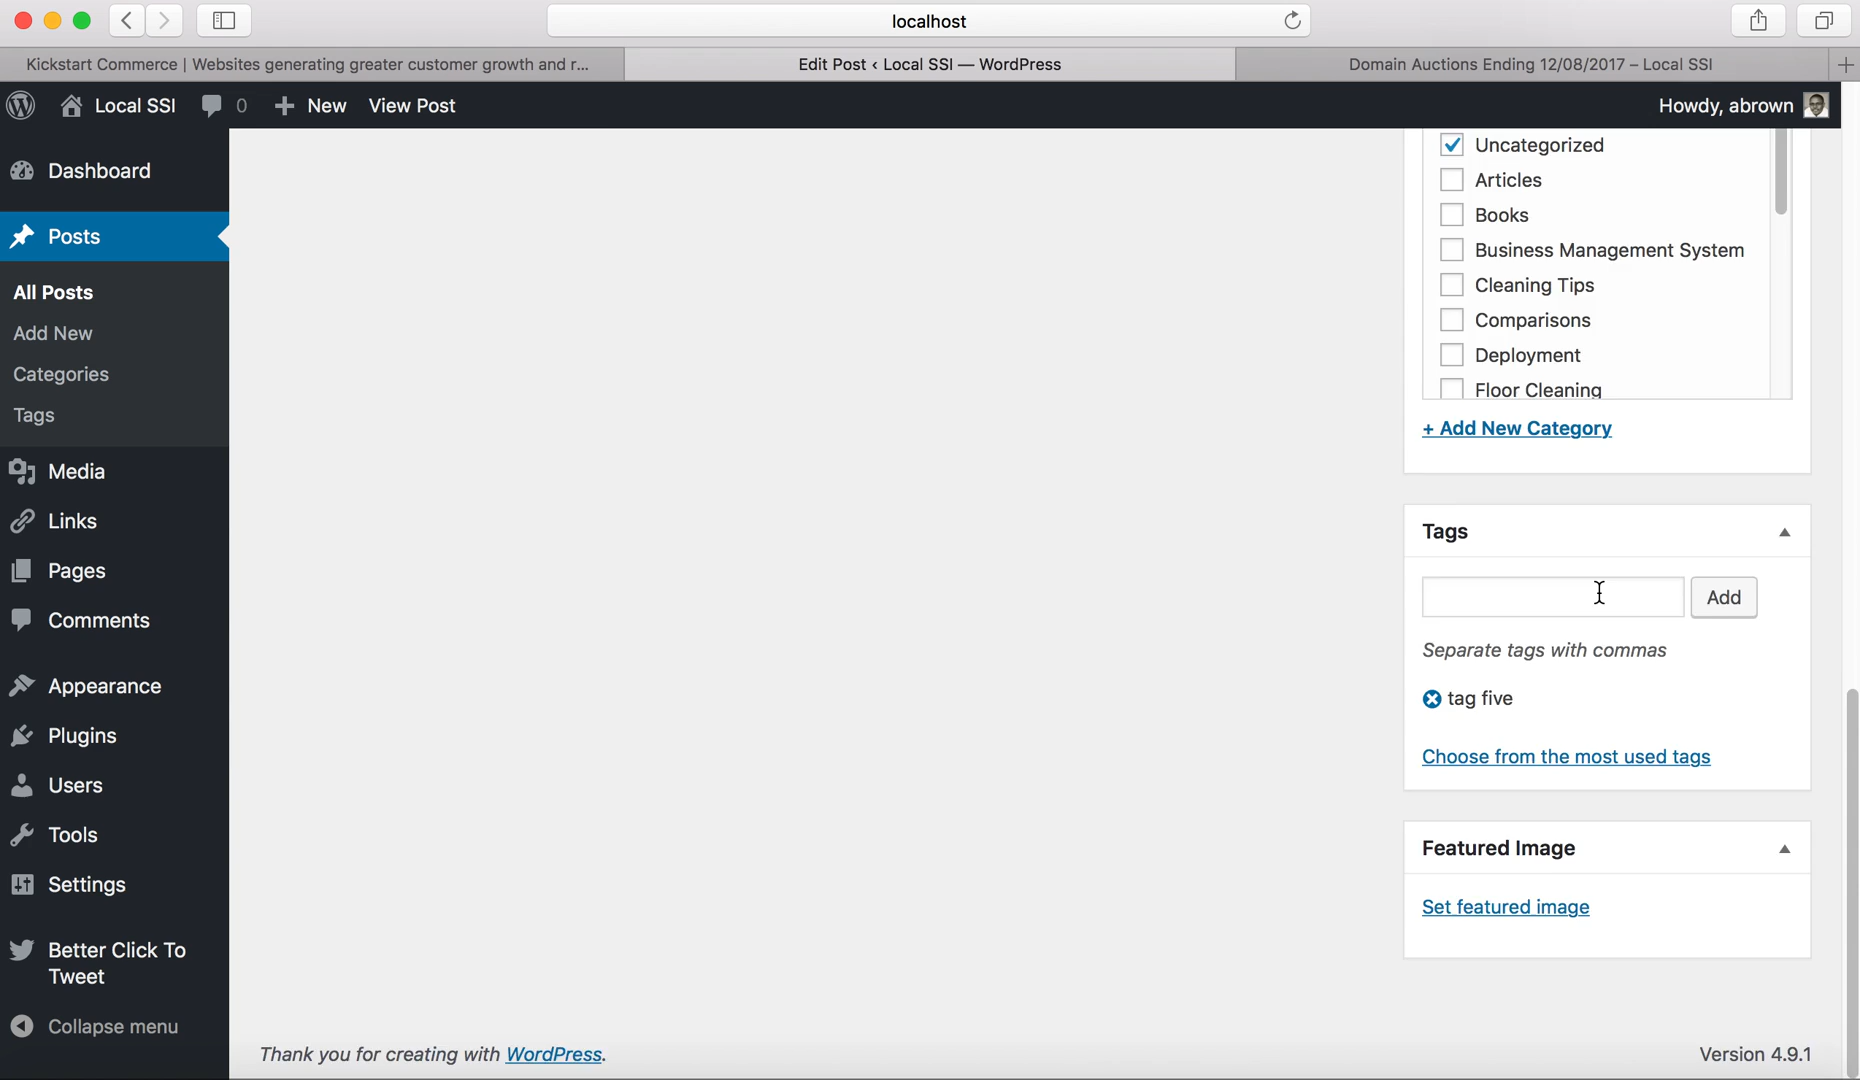 localhost
Kickstart Commerce | Websites generating greater customer growth and r...
Edit Post ‹ Local SSI — WordPress
Domain Auctions Ending 12/08/2017 – Local SSI
Local SSI
0
New
View Post
Howdy, abrown
Dashboard
Posts
All Posts
Add New
Categories
Tags
Media
Links
Pages
Comments
Appearance
Plugins
Users
Tools
Settings
Better Click To
Tweet
Collapse menu
Uncategorized
Articles
Books
Business Management System
Cleaning Tips
Comparisons
Deployment
Floor Cleaning
+ Add New Category
Tags
Add
Separate tags with commas
tag five
Choose from the most used tags
Featured Image
Set featured image
Thank you for creating with WordPress.
Version 4.9.1